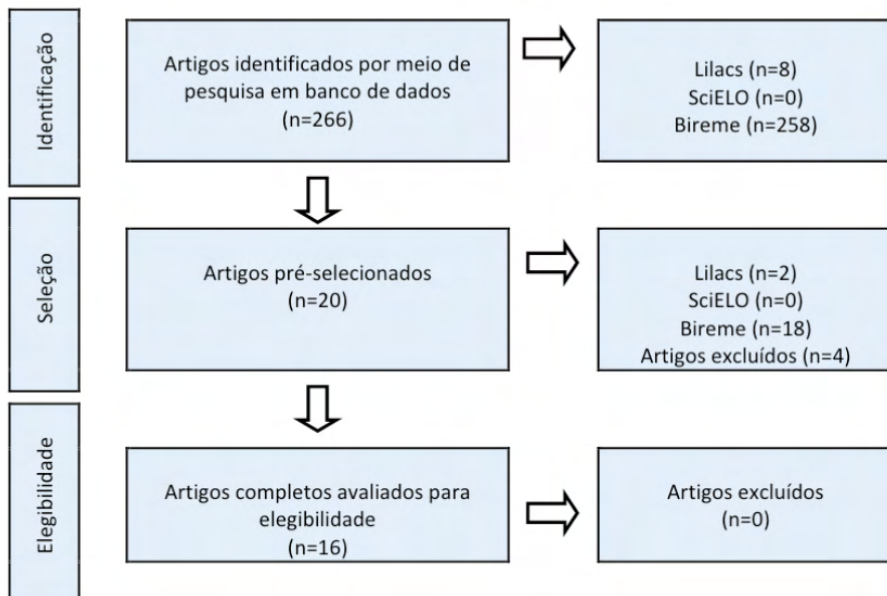 Identificação
Artigos identificados por meio de
pesquisa em banco de dados
(n=266)
Lilacs (n=8)
SciELO (n=0)
Bireme (n=258)
Seleção
Artigos pré-selecionados
(n=20)
Lilacs (n=2)
SciELO (n=0)
Bireme (n=18)
Artigos excluídos (n=4)
Elegibilidade
Artigos completos avaliados para
elegibilidade
(n=16)
Artigos excluídos
(n=0)